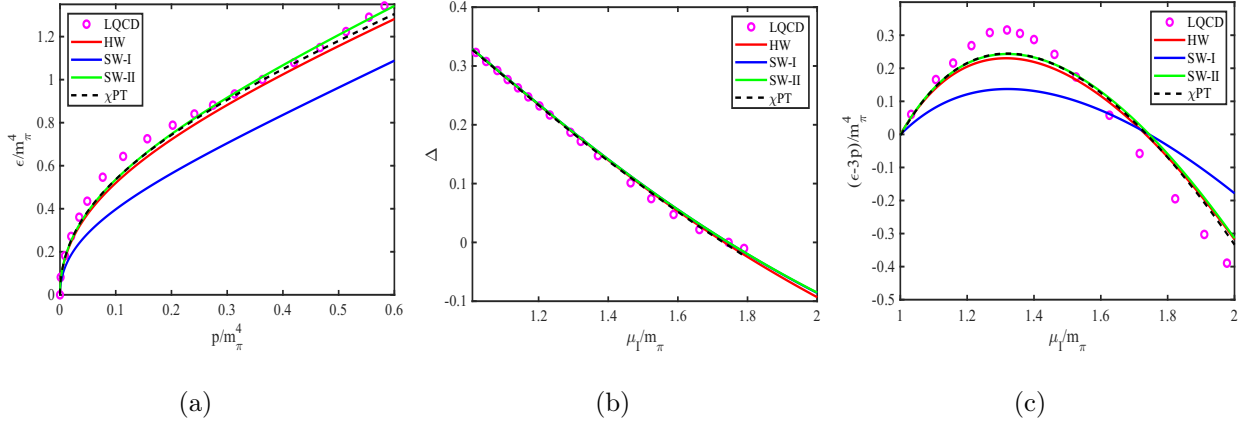 1.2
1
0.8
0.6
0.4
0.2
0
0 0.1 0.2 0.3 0.4 0.5 0.6
ϵ/m_π^4
p/m_π^4
LQCD
HW
SW-I
SW-II
χPT
(a)
0.4
0.3
0.2
0.1
0
-0.1
1.2 1.4 1.6 1.8 2
Δ
μ_I/m_π
LQCD
HW
SW-I
SW-II
χPT
(b)
0.4
0.3
0.2
0.1
0
-0.1
-0.2
-0.3
-0.4
-0.5
1 1.2 1.4 1.6 1.8 2
(ϵ-3p)/m_π^4
μ_I/m_π
LQCD
HW
SW-I
SW-II
χPT
(c)